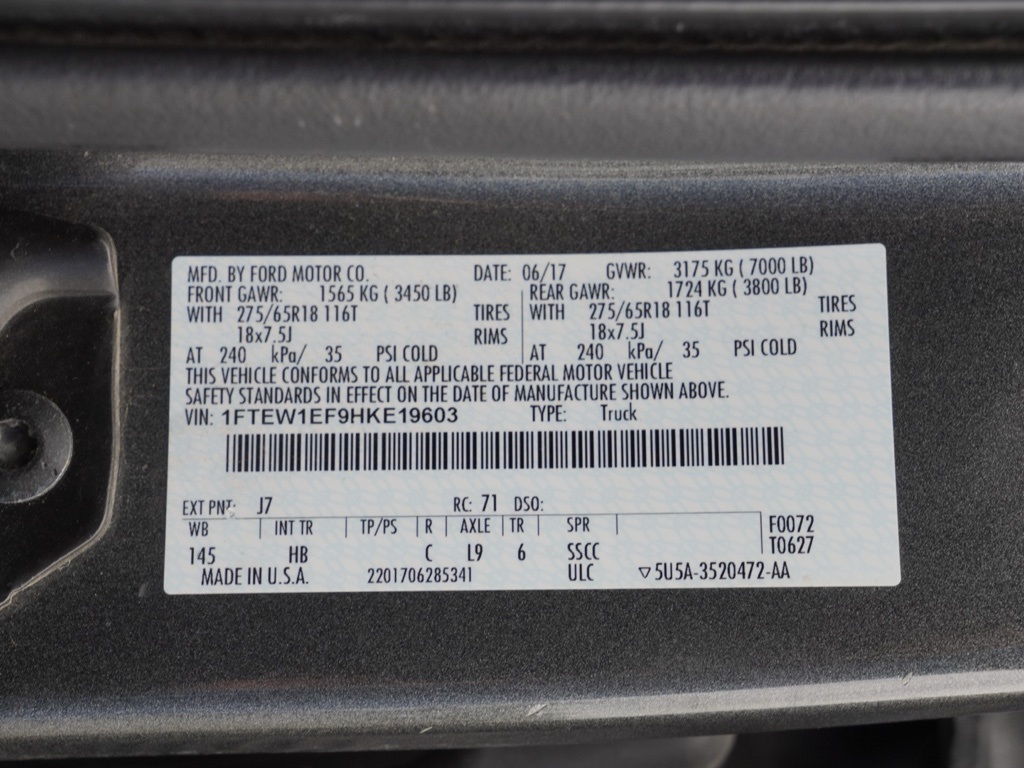 MFD. BY FORD MOTOR CO. DATE: 06/17 GVWR: 3175 KG ( 7000 LB)
FRONT GAWR: 1565 KG ( 3450 LB) REAR GAWR: 1724 KG ( 3800 LB)
WITH 275/65R18 116T TIRES WITH 275/65R18 116T TIRES
18x7.5J RIMS 18x7.5J RIMS
AT 240 kPa/ 35 PSI COLD AT 240 kPa/ 35 PSI COLD
THIS VEHICLE CONFORMS TO ALL APPLICABLE FEDERAL MOTOR VEHICLE
SAFETY STANDARDS IN EFFECT ON THE DATE OF MANUFACTURE SHOWN ABOVE.
VIN: 1FTEW1EF9HKE19603 TYPE: Truck
EXT PNT: J7 RC: 71 DSO:
WB INT TR TP/PS R AXLE TR SPR F0072
145 HB C L9 6 SSCC T0627
MADE IN U.S.A. 2201706285341 ULC ▽5U5A-3520472-AA